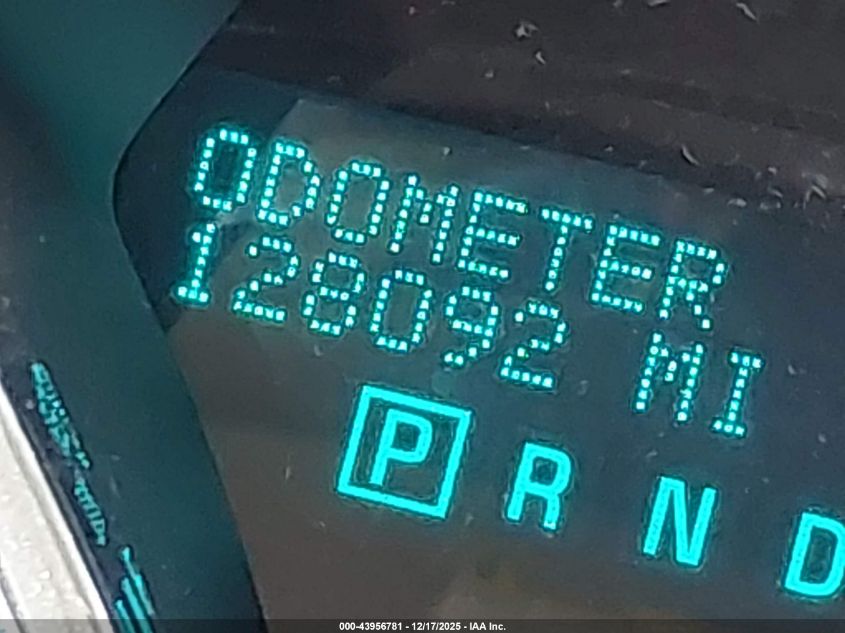 ODOMETER
128092 MI
P R N D
000-43956781 - 12/17/2025 - IAA Inc.